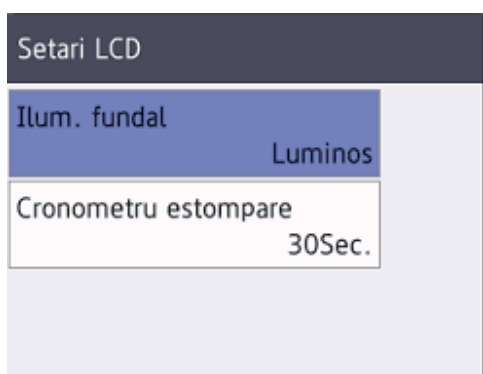 Setari LCD
Ilum. fundal
Luminos
Cronometru estompare
30Sec.